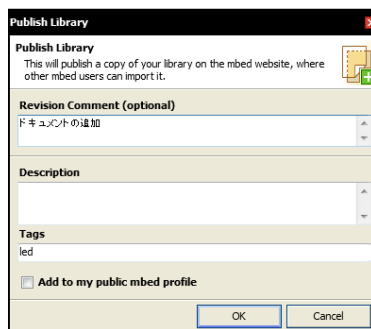 Publish Library
Publish Library
This will publish a copy of your library on the mbed website, where
other mbed users can import it.
Revision Comment (optional)
ドキュメントの追加
Description
Tags
led
Add to my public mbed profile
OK
Cancel